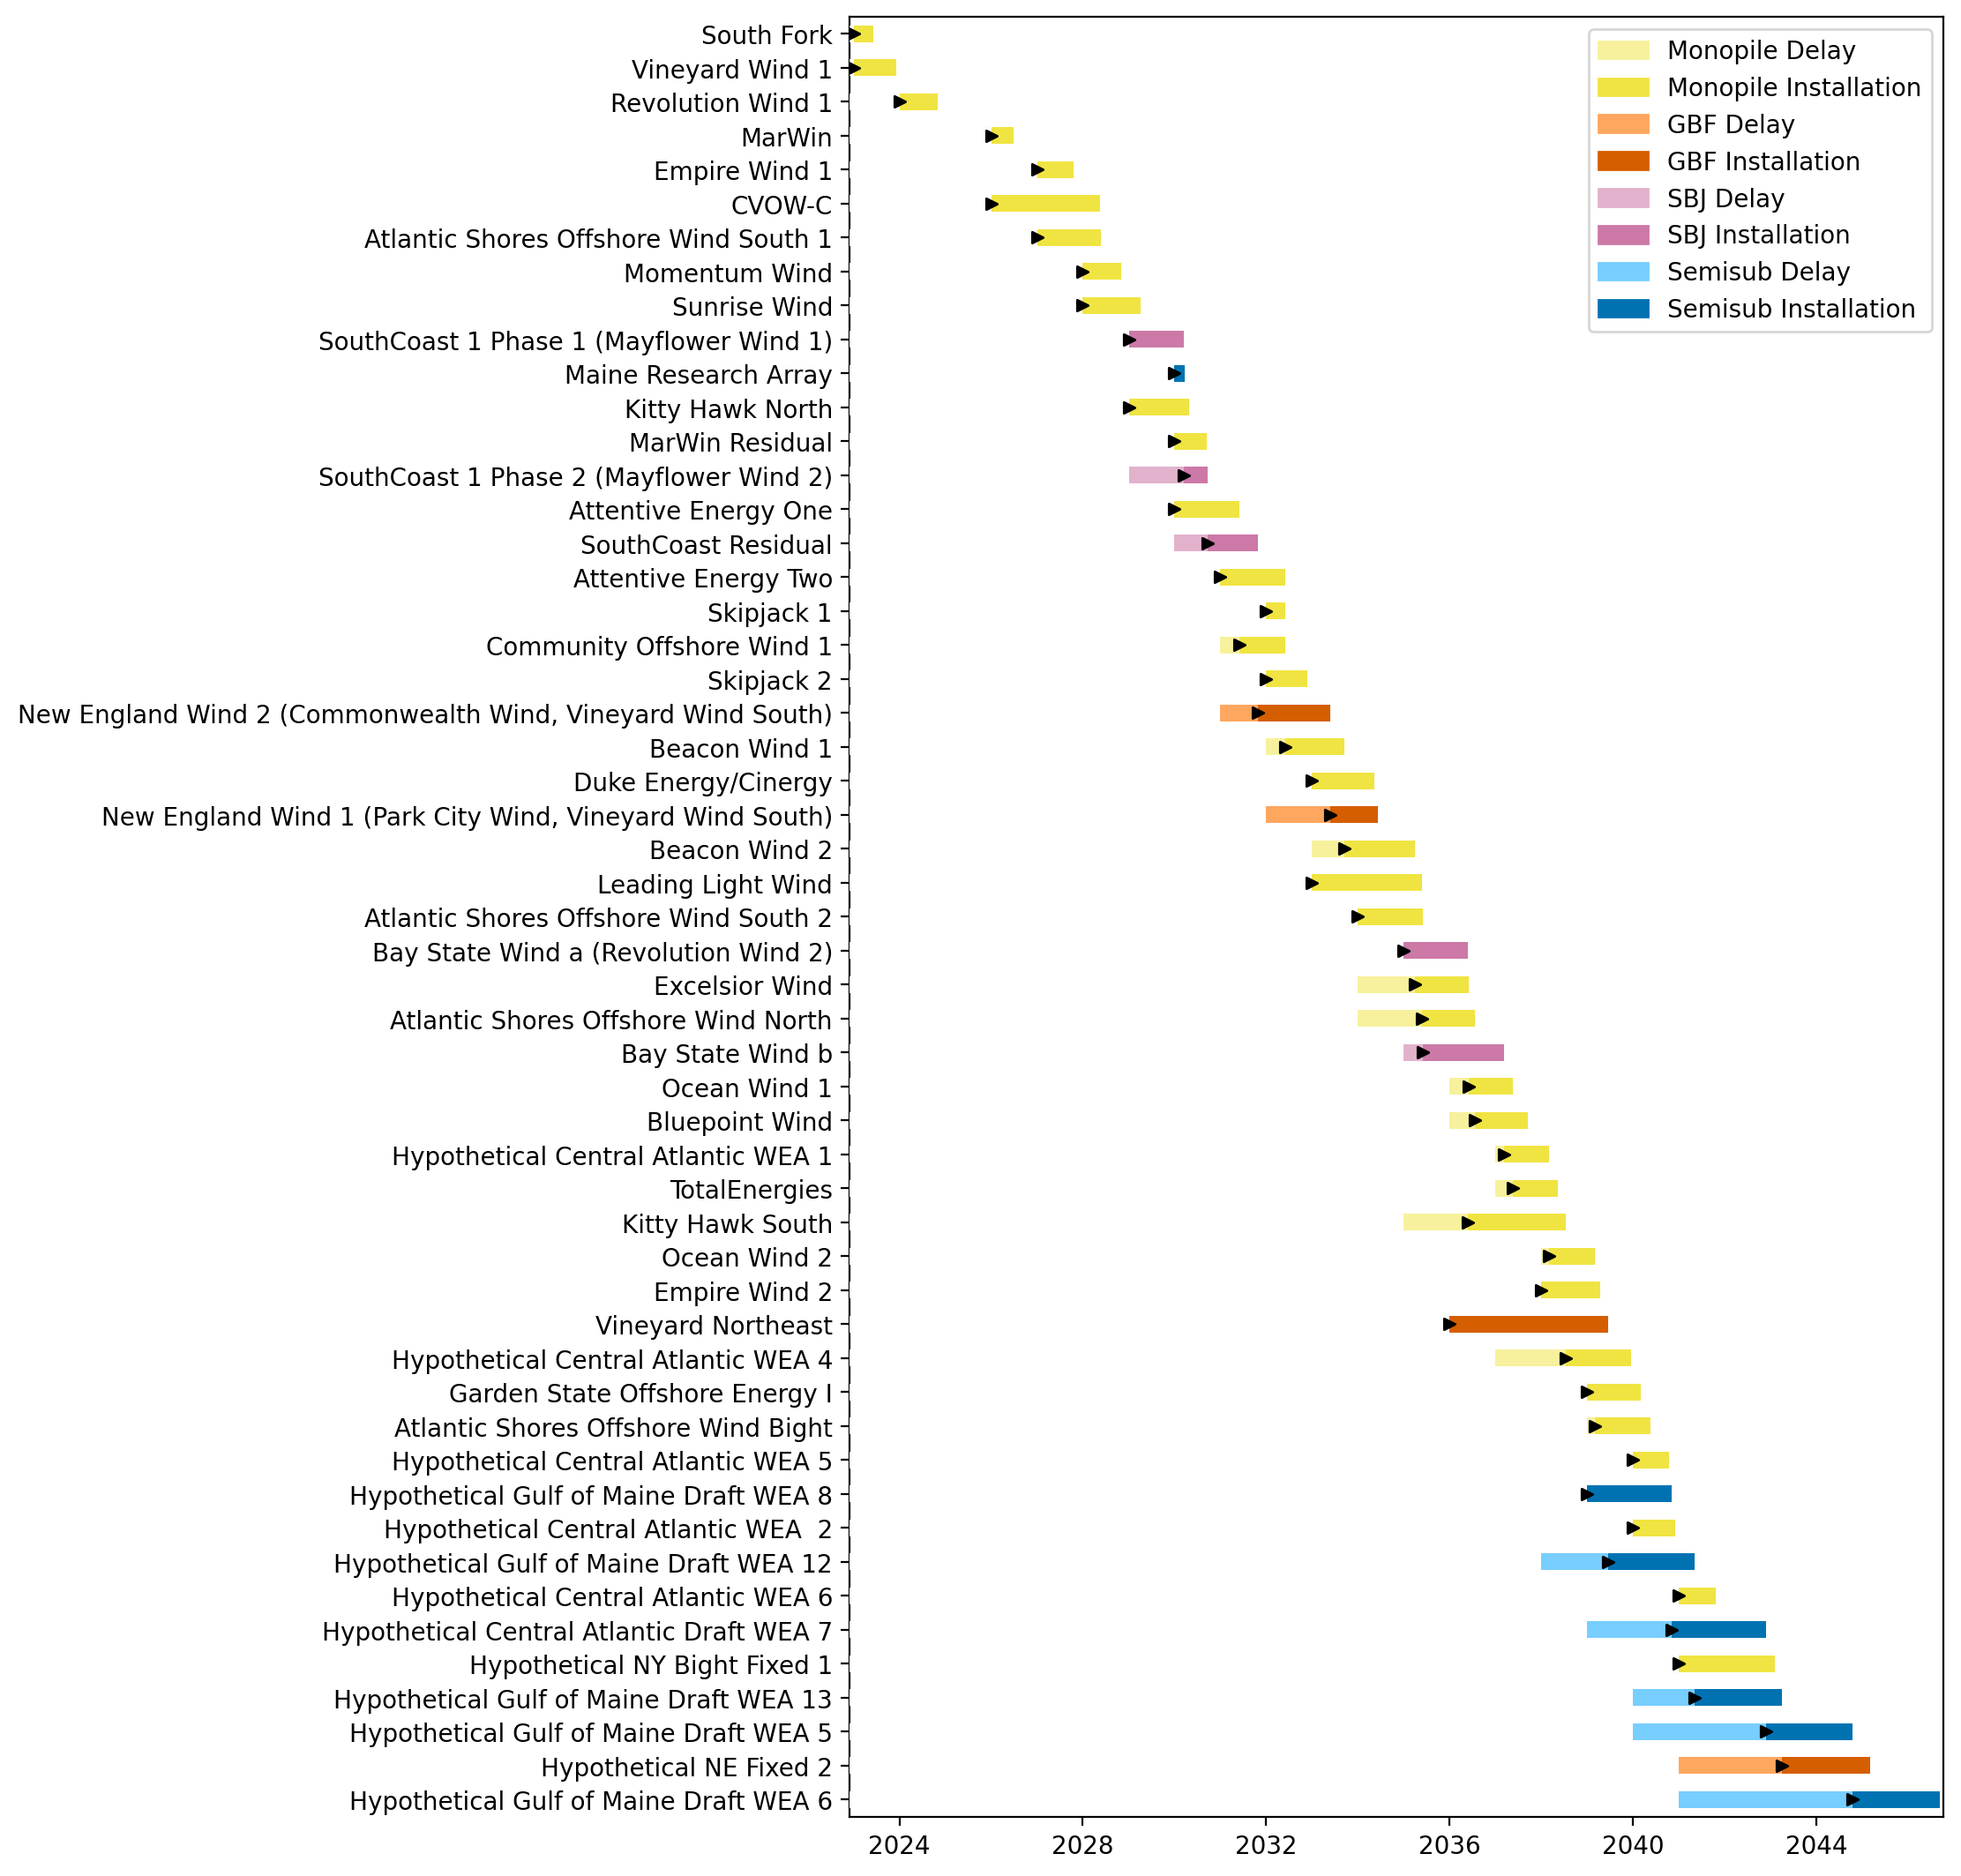 South Fork
Vineyard Wind 1
Revolution Wind 1
MarWin
Empire Wind 1
CVOW-C
Atlantic Shores Offshore Wind South 1
Momentum Wind
Sunrise Wind
SouthCoast 1 Phase 1 (Mayflower Wind 1)
Maine Research Array
Kitty Hawk North
MarWin Residual
SouthCoast 1 Phase 2 (Mayflower Wind 2)
Attentive Energy One
SouthCoast Residual
Attentive Energy Two
Skipjack 1
Community Offshore Wind 1
Skipjack 2
New England Wind 2 (Commonwealth Wind, Vineyard Wind South)
Beacon Wind 1
Duke Energy/Cinergy
New England Wind 1 (Park City Wind, Vineyard Wind South)
Beacon Wind 2
Leading Light Wind
Atlantic Shores Offshore Wind South 2
Bay State Wind a (Revolution Wind 2)
Excelsior Wind
Atlantic Shores Offshore Wind North
Bay State Wind b
Ocean Wind 1
Bluepoint Wind
Hypothetical Central Atlantic WEA 1
TotalEnergies
Kitty Hawk South
Ocean Wind 2
Empire Wind 2
Vineyard Northeast
Hypothetical Central Atlantic WEA 4
Garden State Offshore Energy I
Atlantic Shores Offshore Wind Bight
Hypothetical Central Atlantic WEA 5
Hypothetical Gulf of Maine Draft WEA 8
Hypothetical Central Atlantic WEA  2
Hypothetical Gulf of Maine Draft WEA 12
Hypothetical Central Atlantic WEA 6
Hypothetical Central Atlantic Draft WEA 7
Hypothetical NY Bight Fixed 1
Hypothetical Gulf of Maine Draft WEA 13
Hypothetical Gulf of Maine Draft WEA 5
Hypothetical NE Fixed 2
Hypothetical Gulf of Maine Draft WEA 6
Monopile Delay
Monopile Installation
GBF Delay
GBF Installation
SBJ Delay
SBJ Installation
Semisub Delay
Semisub Installation
2024 2028 2032 2036 2040 2044